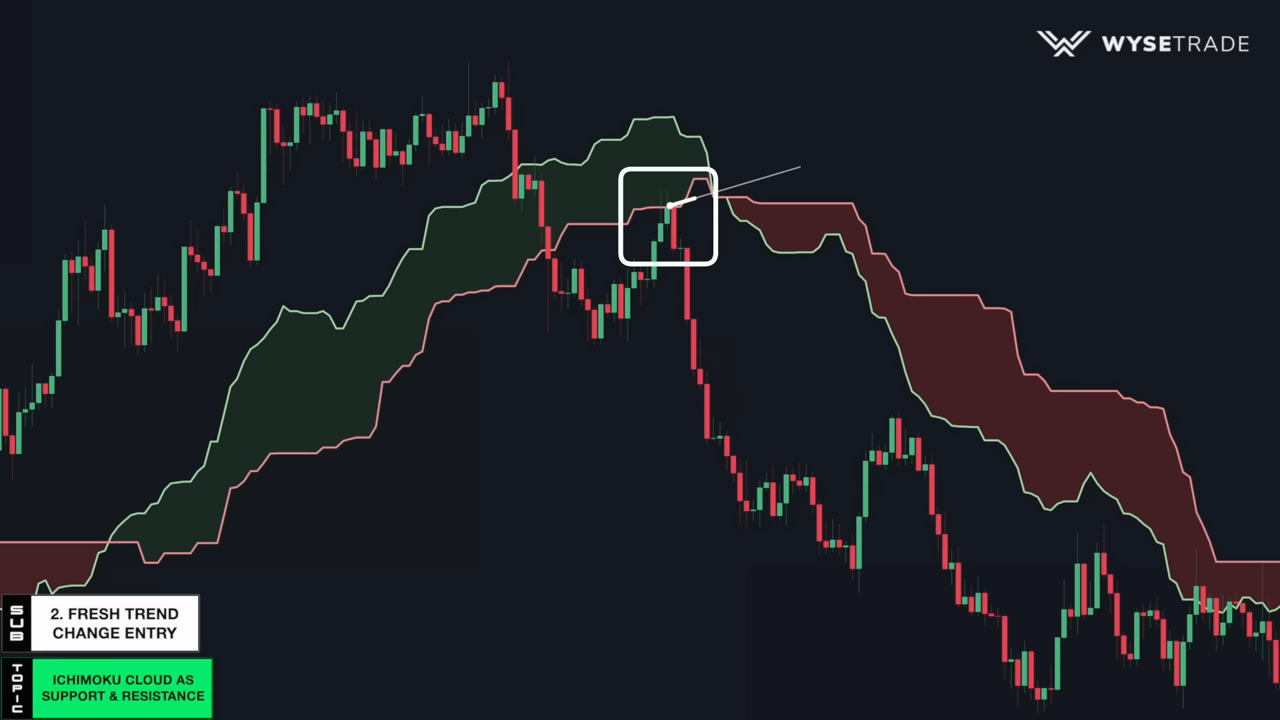 WYSETRADE
SUB
2. FRESH TREND
CHANGE ENTRY
TOPIC
ICHIMOKU CLOUD AS
SUPPORT & RESISTANCE